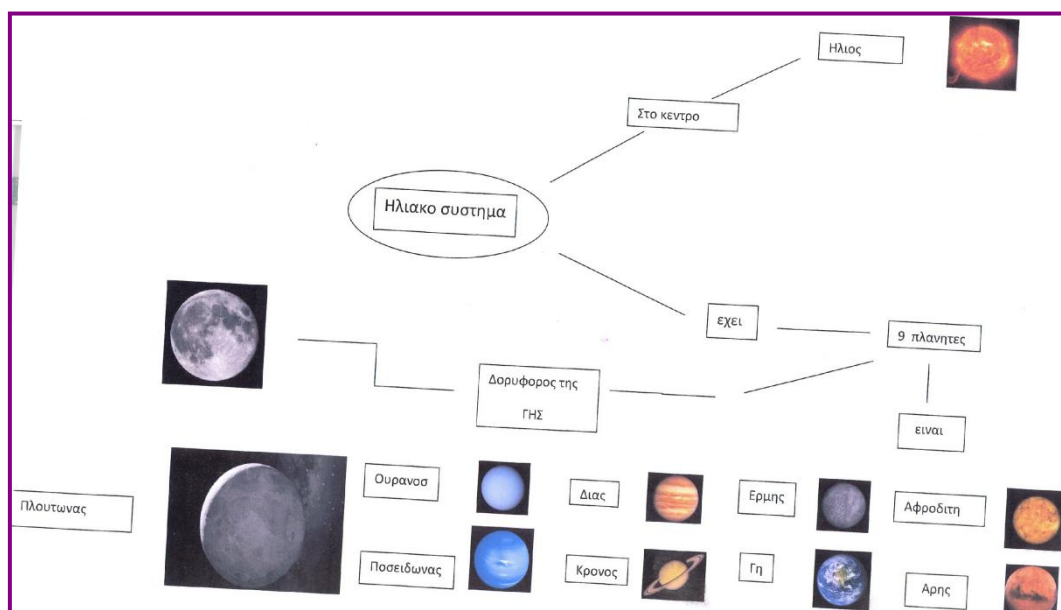 Ηλιος
Στο κεντρο
Ηλιακο συστημα
εχει
9 πλανητες
Δορυφορος της
ΓΗΣ
ειναι
Πλουτωνας
Ουρανοσ
Διας
Ερμης
Αφροδιτη
Ποσειδωνας
Κρονος
Γη
Αρης